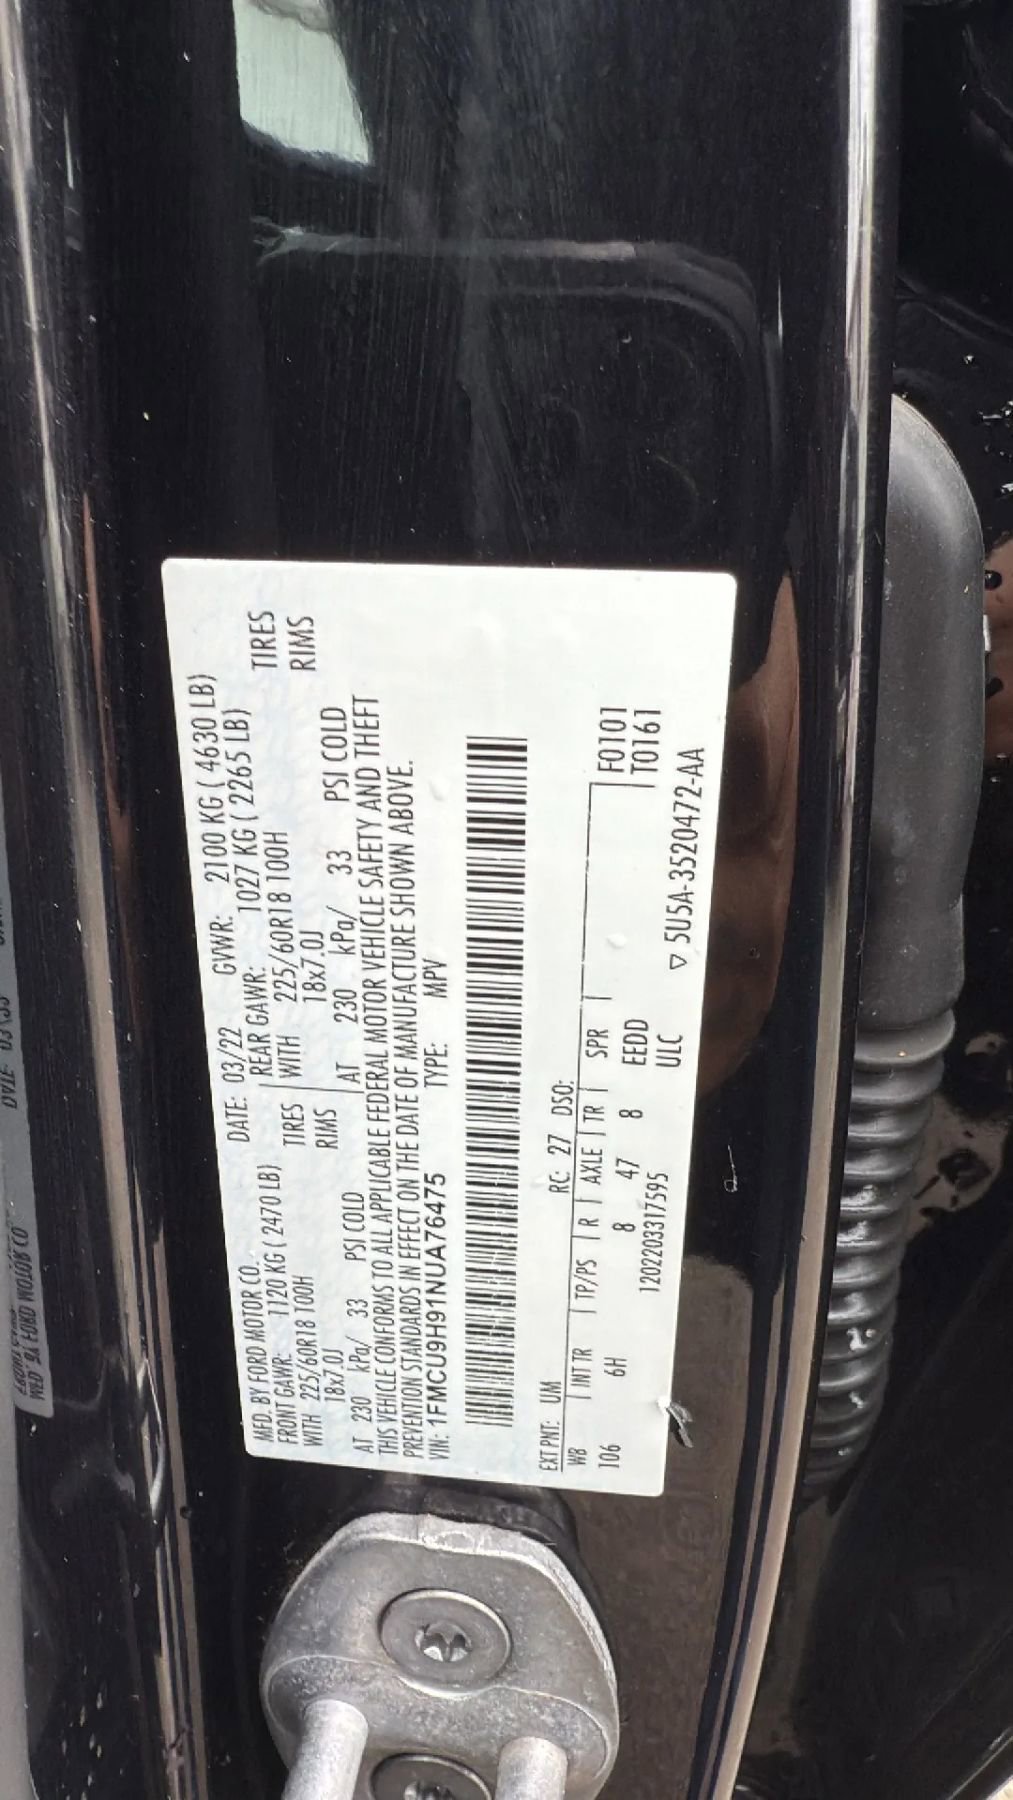 MFD. BY FORD MOTOR CO. DATE: 03/22 GVWR: 2100 KG ( 4630 LB)
FRONT GAWR: 1120 KG ( 2470 LB) REAR GAWR: 1027 KG ( 2265 LB)
WITH 225/60R18 100H TIRES WITH 225/60R18 100H TIRES
18x7.0J RIMS 18x7.0J RIMS
AT 230 kPa/ 33 PSI COLD AT 230 kPa/ 33 PSI COLD
THIS VEHICLE CONFORMS TO ALL APPLICABLE FEDERAL MOTOR VEHICLE SAFETY AND THEFT
PREVENTION STANDARDS IN EFFECT ON THE DATE OF MANUFACTURE SHOWN ABOVE.
VIN: 1FMCU9H91NUA76475 TYPE: MPV
EXT PNT: UM RC: 27 DSO:
WB INT TR TP/PS R AXLE TR SPR F0101
106 6H 8 47 8 EEDD T0161
1202203317595 ULC ▽ 5U5A-3520472-AA